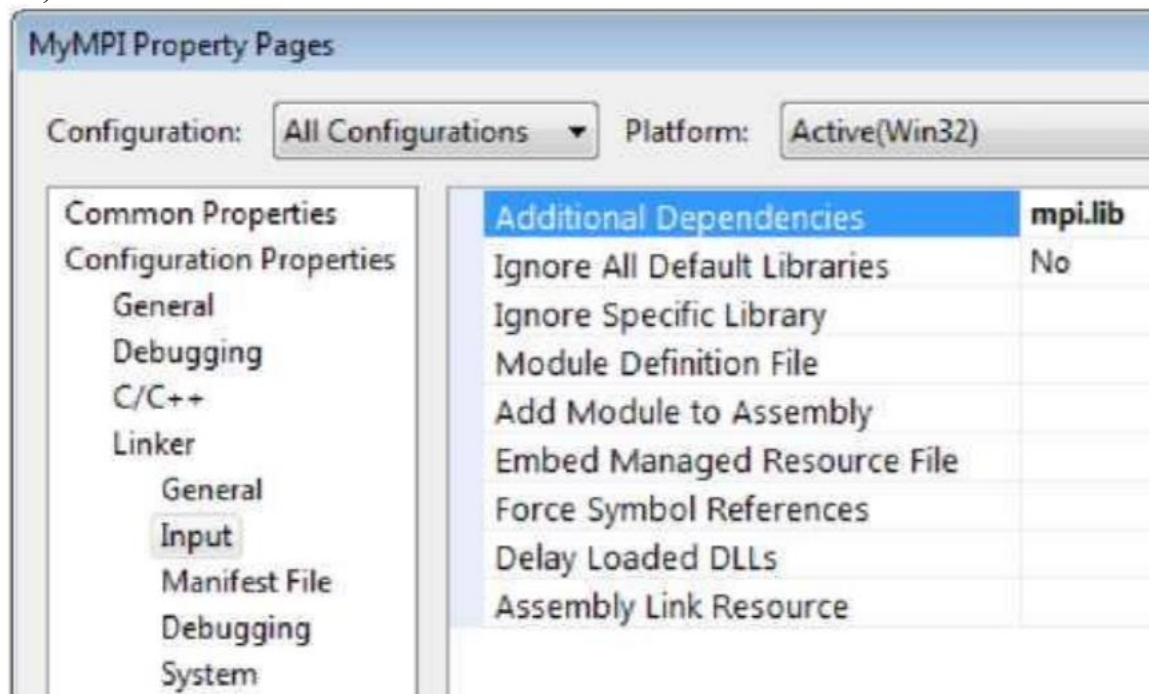 MyMPI Property Pages
Configuration: All Configurations Platform: Active(Win32)
Common Properties
Configuration Properties
General
Debugging
C/C++
Linker
General
Input
Manifest File
Debugging
System
Additional Dependencies mpi.lib
Ignore All Default Libraries No
Ignore Specific Library
Module Definition File
Add Module to Assembly
Embed Managed Resource File
Force Symbol References
Delay Loaded DLLs
Assembly Link Resource